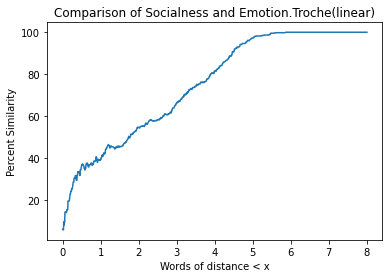 Comparison of Socialness and Emotion.Troche(linear)
100
80
60
40
20
Percent Similarity
0 1 2 3 4 5 6 7 8
Words of distance < x